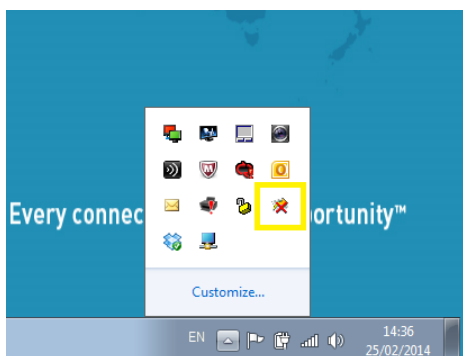 Every connec
ortunity™
Customize...
EN
14:36
25/02/2014